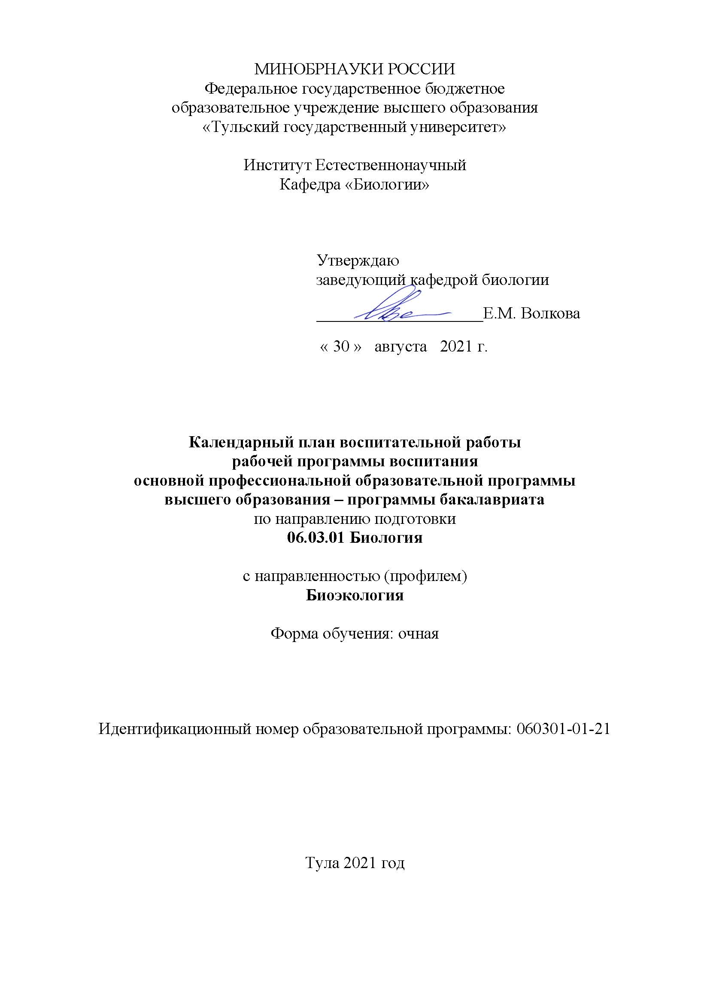 МИНОБРНАУКИ РОССИИ
Федеральное государственное бюджетное
образовательное учреждение высшего образования
«Тульский государственный университет»
Институт Естественнонаучный
Кафедра «Биологии»
Утверждаю
заведующий кафедрой биологии
Е.М. Волкова
« 30 » августа 2021 г.
Календарный план воспитательной работы
рабочей программы воспитания
основной профессиональной образовательной программы
высшего образования – программы бакалавриата
по направлению подготовки
06.03.01 Биология
с направленностью (профилем)
Биоэкология
Форма обучения: очная
Идентификационный номер образовательной программы: 060301-01-21
Тула 2021 год